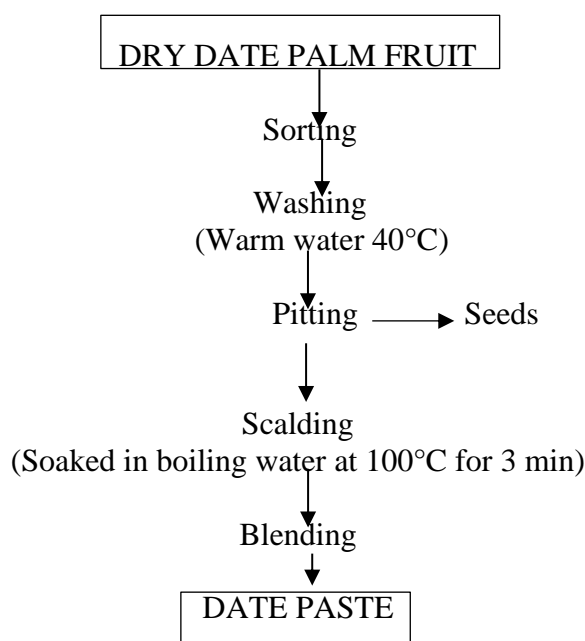 DRY DATE PALM FRUIT
Sorting
Washing
(Warm water 40°C)
Pitting
Seeds
Scalding
(Soaked in boiling water at 100°C for 3 min)
Blending
DATE PASTE